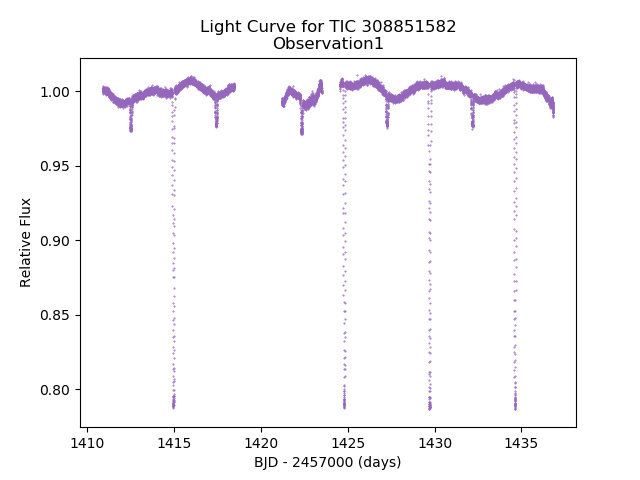 Light Curve for TIC 308851582
Observation1
1.00
0.95
0.90
0.85
0.80
Relative Flux
1410
1415
1420
1425
1430
1435
BJD - 2457000 (days)